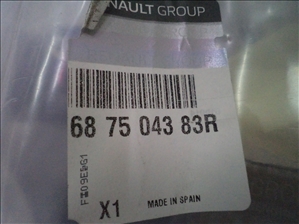 NAULT GROUP
68 75 043 83R
X1
MADE IN SPAIN